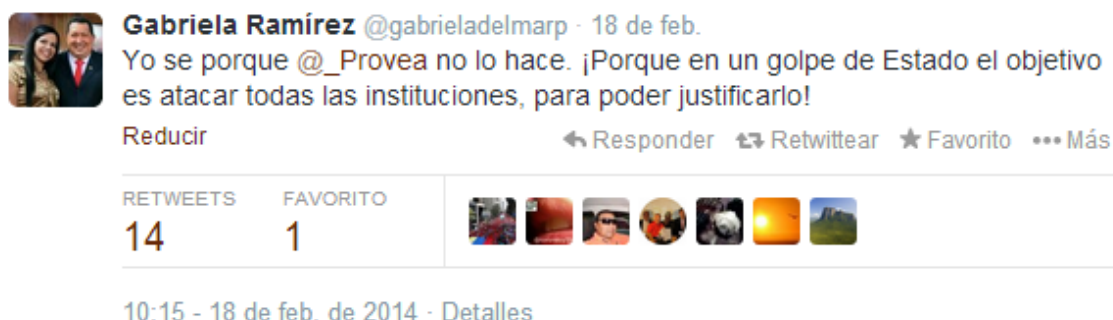 Gabriela Ramírez @gabrieladelmarp · 18 de feb.
Yo se porque @_Provea no lo hace. ¡Porque en un golpe de Estado el objetivo
es atacar todas las instituciones, para poder justificarlo!
Reducir Responder Retwittear Favorito Más
RETWEETS FAVORITO
14 1
10:15 - 18 de feb. de 2014 · Detalles